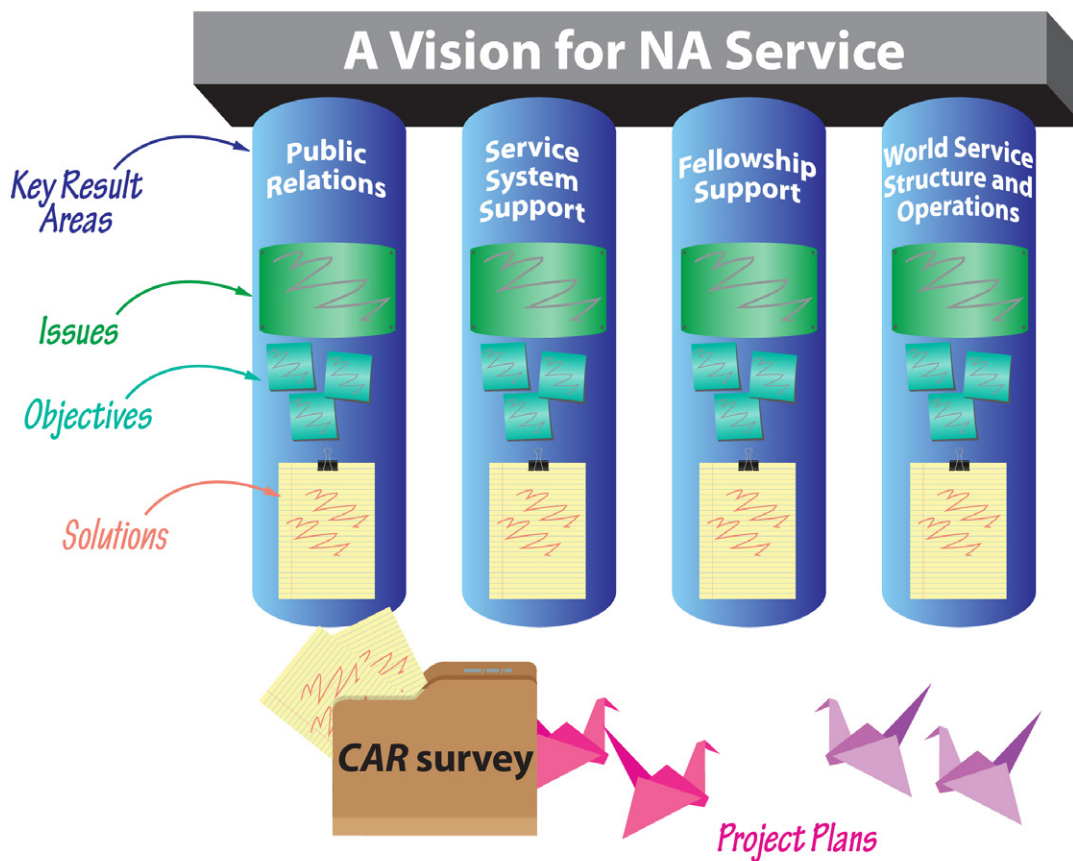 A Vision for NA Service
Public
Relations
Service
System
Support
Fellowship
Support
World Service
Structure and
Operations
Key Result
Areas
Issues
Objectives
Solutions
CAR survey
Project Plans